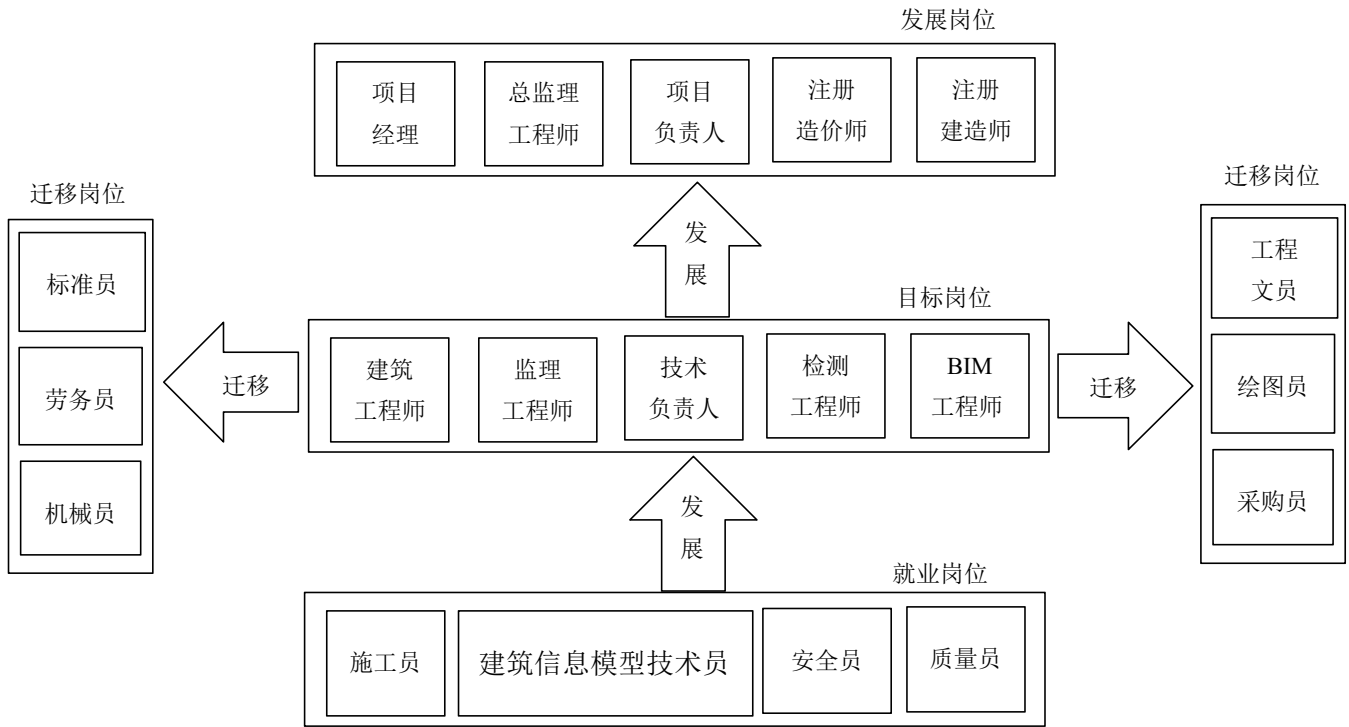 发展岗位
项目
经理
总监理
工程师
项目
负责人
注册
造价师
注册
建造师
迁移岗位
标准员
劳务员
机械员
迁移岗位
工程
文员
绘图员
采购员
发
展
目标岗位
迁移
建筑
工程师
监理
工程师
技术
负责人
检测
工程师
BIM
工程师
迁移
发
展
就业岗位
施工员
建筑信息模型技术员
安全员
质量员